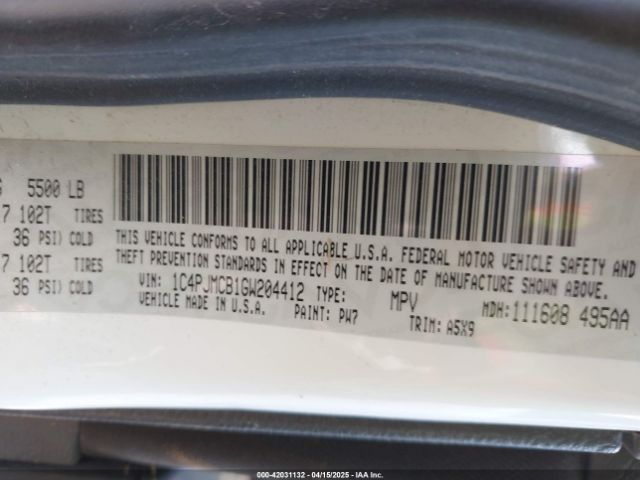 G 5500 LB
7 102T TIRES
36 PSI) COLD
7 102T TIRES
36 PSI) COLD
THIS VEHICLE CONFORMS TO ALL APPLICABLE U.S.A. FEDERAL MOTOR VEHICLE SAFETY AND
THEFT PREVENTION STANDARDS IN EFFECT ON THE DATE OF MANUFACTURE SHOWN ABOVE.
VIN: 1C4PJMCB1GW204412 TYPE: MPV MDH:111608 495AA
VEHICLE MADE IN U.S.A. PAINT: PW7 TRIM: A5X9
000-42031132 - 04/15/2025 - IAA Inc.